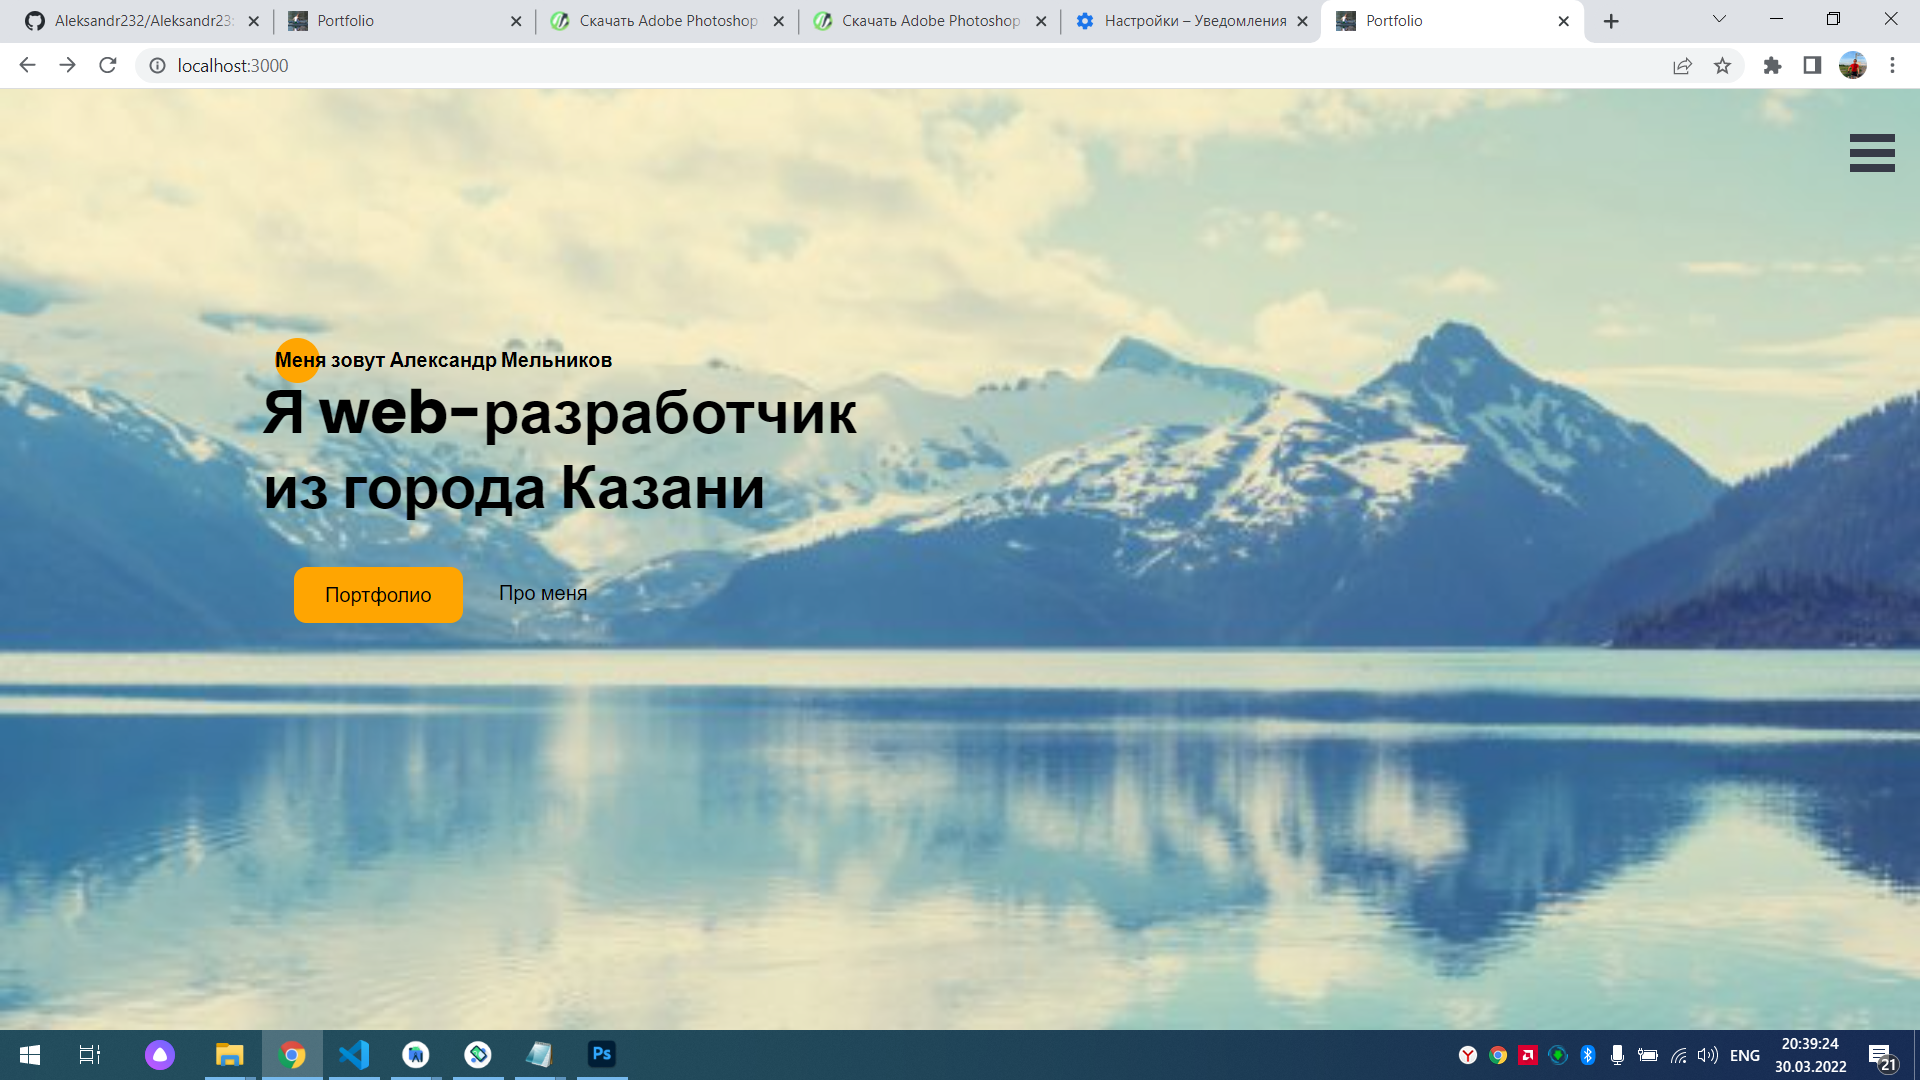 Aleksandr232/Aleksandr23
Portfolio
Скачать Adobe Photoshop
Скачать Adobe Photoshop
Настройки – Уведомления
Portfolio
localhost:3000
Меня зовут Александр Мельников
Я web-разработчик
из города Казани
Портфолио
Про меня
Ps
ENG
20:39:24
30.03.2022
21